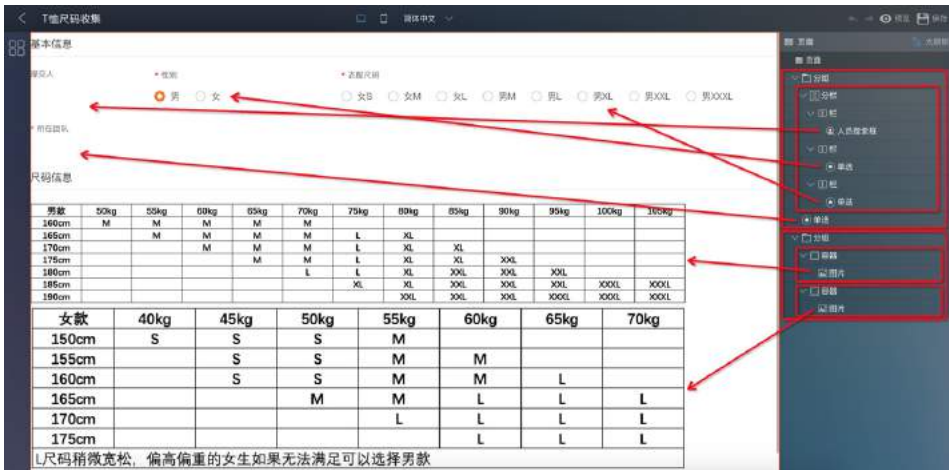 T恤尺码收集
简体中文
预览
保存
基本信息
提交人
* 性别
* 衣服尺码
男
女
女S
女M
女L
男M
男L
男XL
男XXL
男XXXL
* 所在团队
尺码信息
男款 50kg 55kg 60kg 65kg 70kg 75kg 80kg 85kg 90kg 95kg 100kg 105kg
160cm M M M M M
165cm M M M M L XL
170cm M M M L XL XL
175cm M M L XL XL XXL
180cm L L XL XXL XXL XXL
185cm XL XL XXL XXL XXL XXXL XXXL
190cm XXL XXL XXL XXXL XXXL XXXL
女款 40kg 45kg 50kg 55kg 60kg 65kg 70kg
150cm S S S M
155cm S S M M
160cm S S M M L
165cm M M L L L
170cm L L L L
175cm L L L
L尺码稍微宽松，偏高偏重的女生如果无法满足可以选择男款
页面
大纲树
页面
分组
分栏
栏
人员搜索框
栏
单选
栏
单选
单选
分组
容器
图片
容器
图片